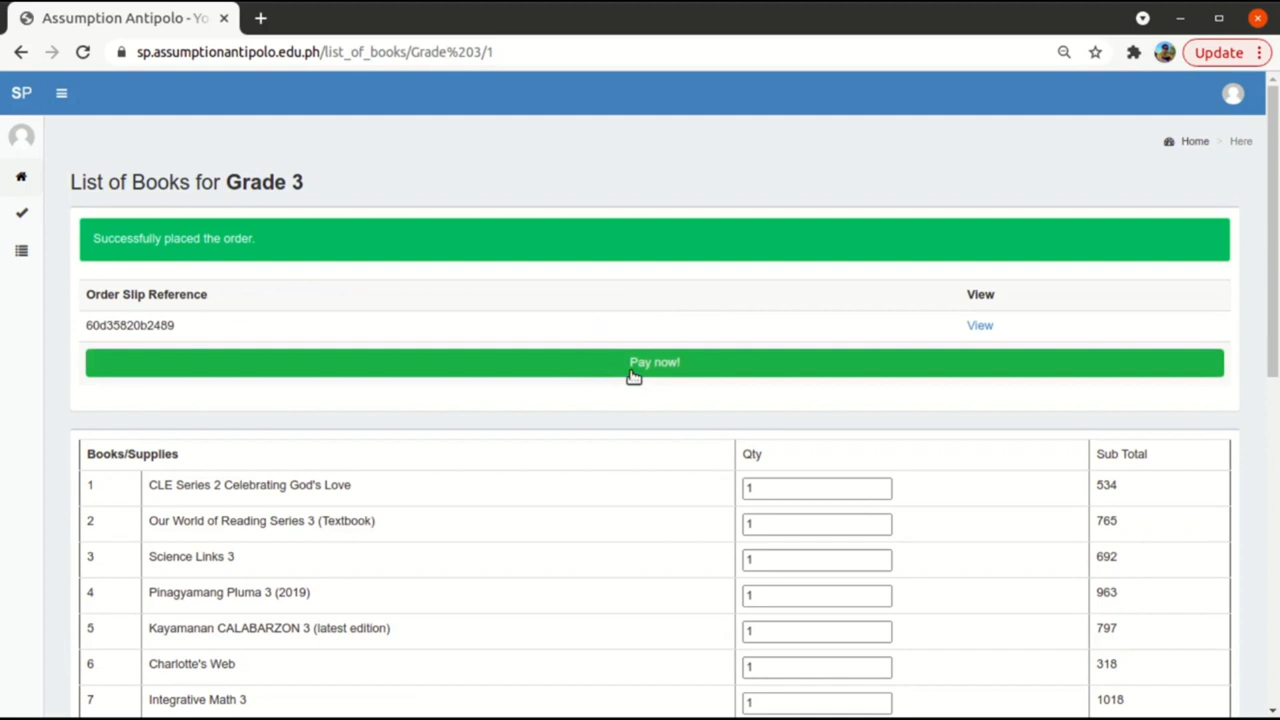 Assumption Antipolo - Yo
sp.assumptionantipolo.edu.ph/list_of_books/Grade%203/1
Update
SP
Home > Here
List of Books for Grade 3
Successfully placed the order.
Order Slip Reference View
60d35820b2489 View
Pay now!
Books/Supplies Qty Sub Total
1 CLE Series 2 Celebrating God's Love 1 534
2 Our World of Reading Series 3 (Textbook) 1 765
3 Science Links 3 1 692
4 Pinagyamang Pluma 3 (2019) 1 963
5 Kayamanan CALABARZON 3 (latest edition) 1 797
6 Charlotte's Web 1 318
7 Integrative Math 3 1 1018